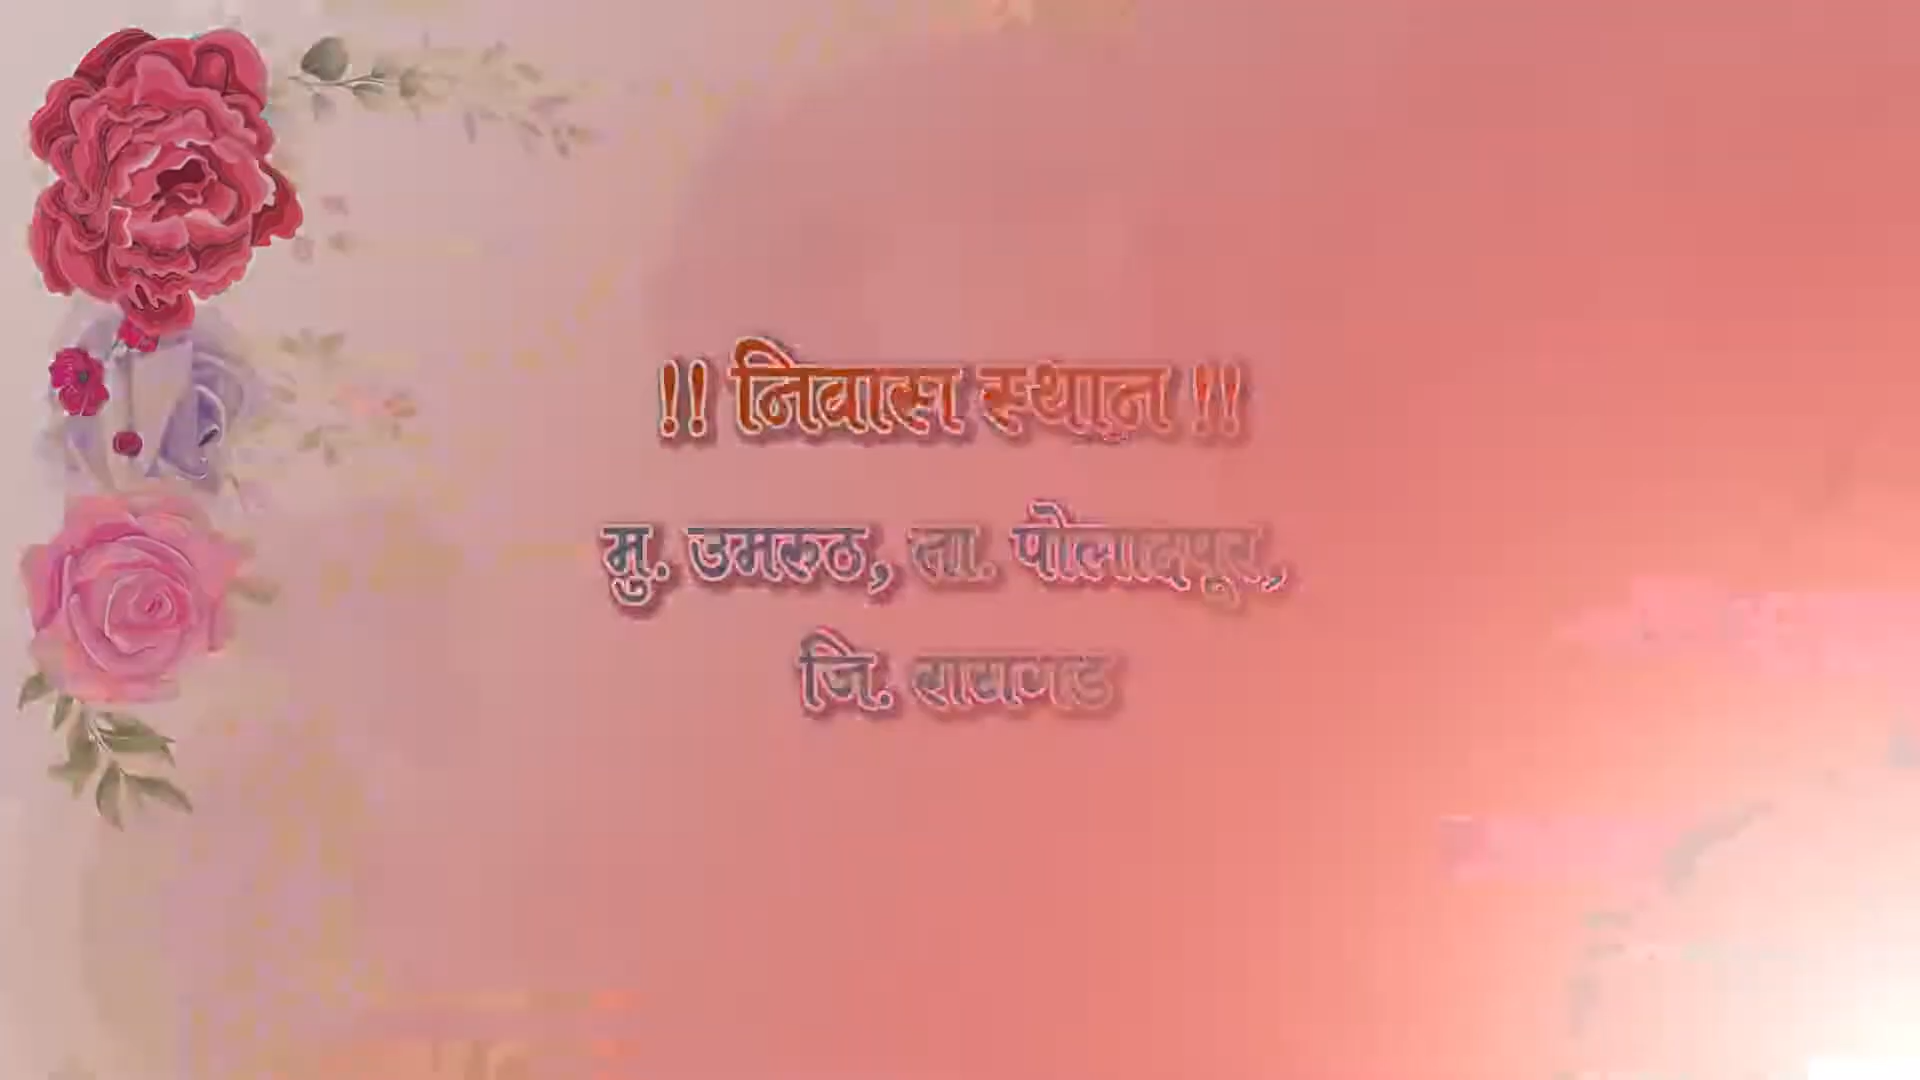 !! निवास स्थान !!
मु. उमरुठ, ता. पोलादपुर,
जि. रायगड